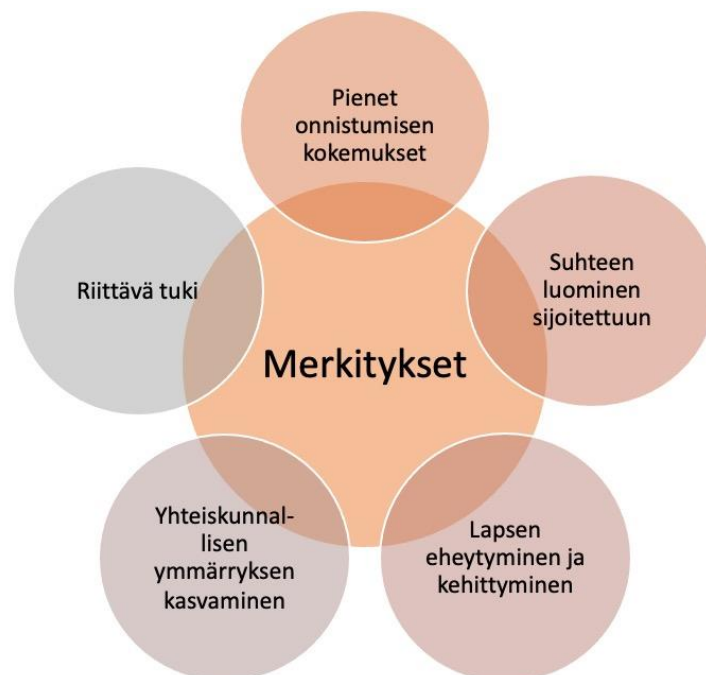 Pienet
onnistumisen
kokemukset
Suhteen
luominen
sijoitettuun
Lapsen
eheytyminen ja
kehittyminen
Yhteiskunnal-
lisen
ymmärryksen
kasvaminen
Riittävä tuki
Merkitykset